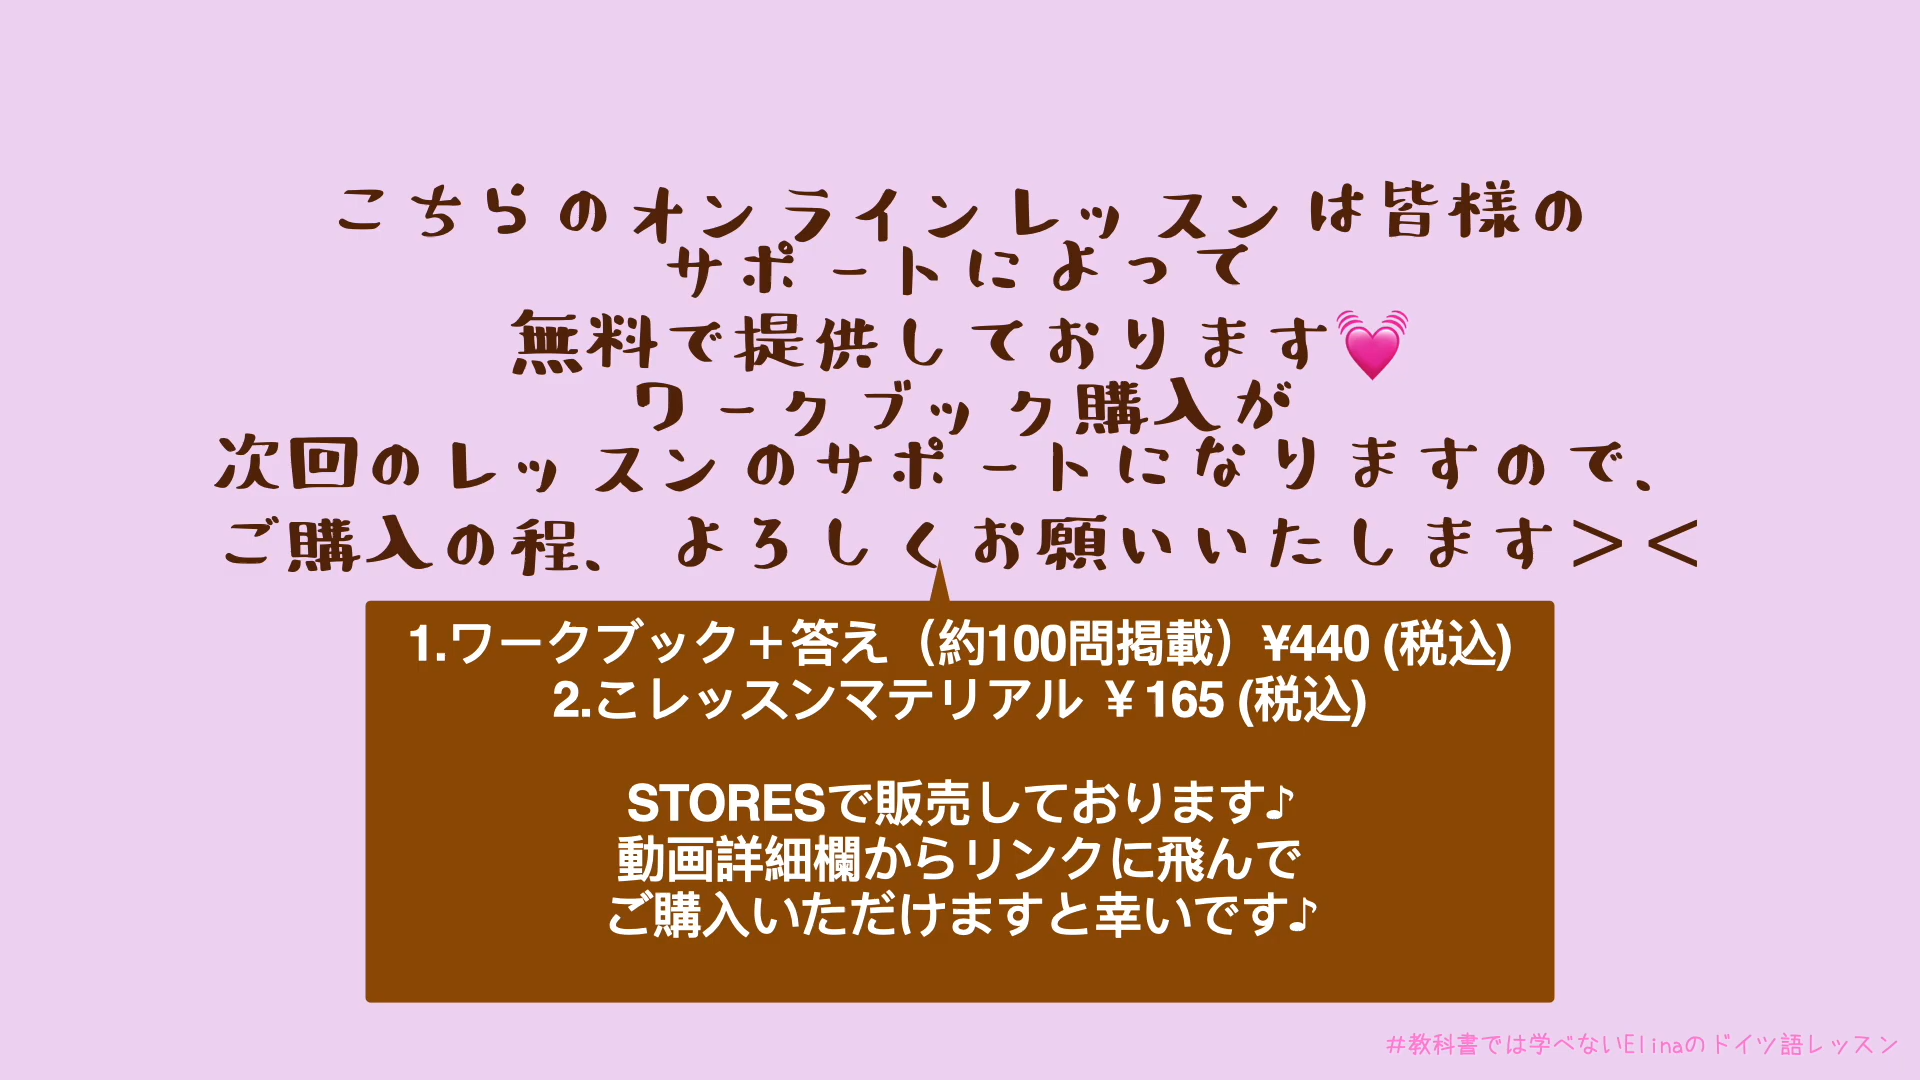 こちらのオンラインレッスンは皆様の
サポートによって
無料で提供しております💓
ワークブック購入が
次回のレッスンのサポートになりますので、
ご購入の程、よろしくお願いいたします＞＜
1.ワークブック＋答え（約100問掲載）¥440 (税込)
2.こレッスンマテリアル ￥165 (税込)
STORESで販売しております♪
動画詳細欄からリンクに飛んで
ご購入いただけますと幸いです♪
＃教科書では学べないElinaのドイツ語レッスン